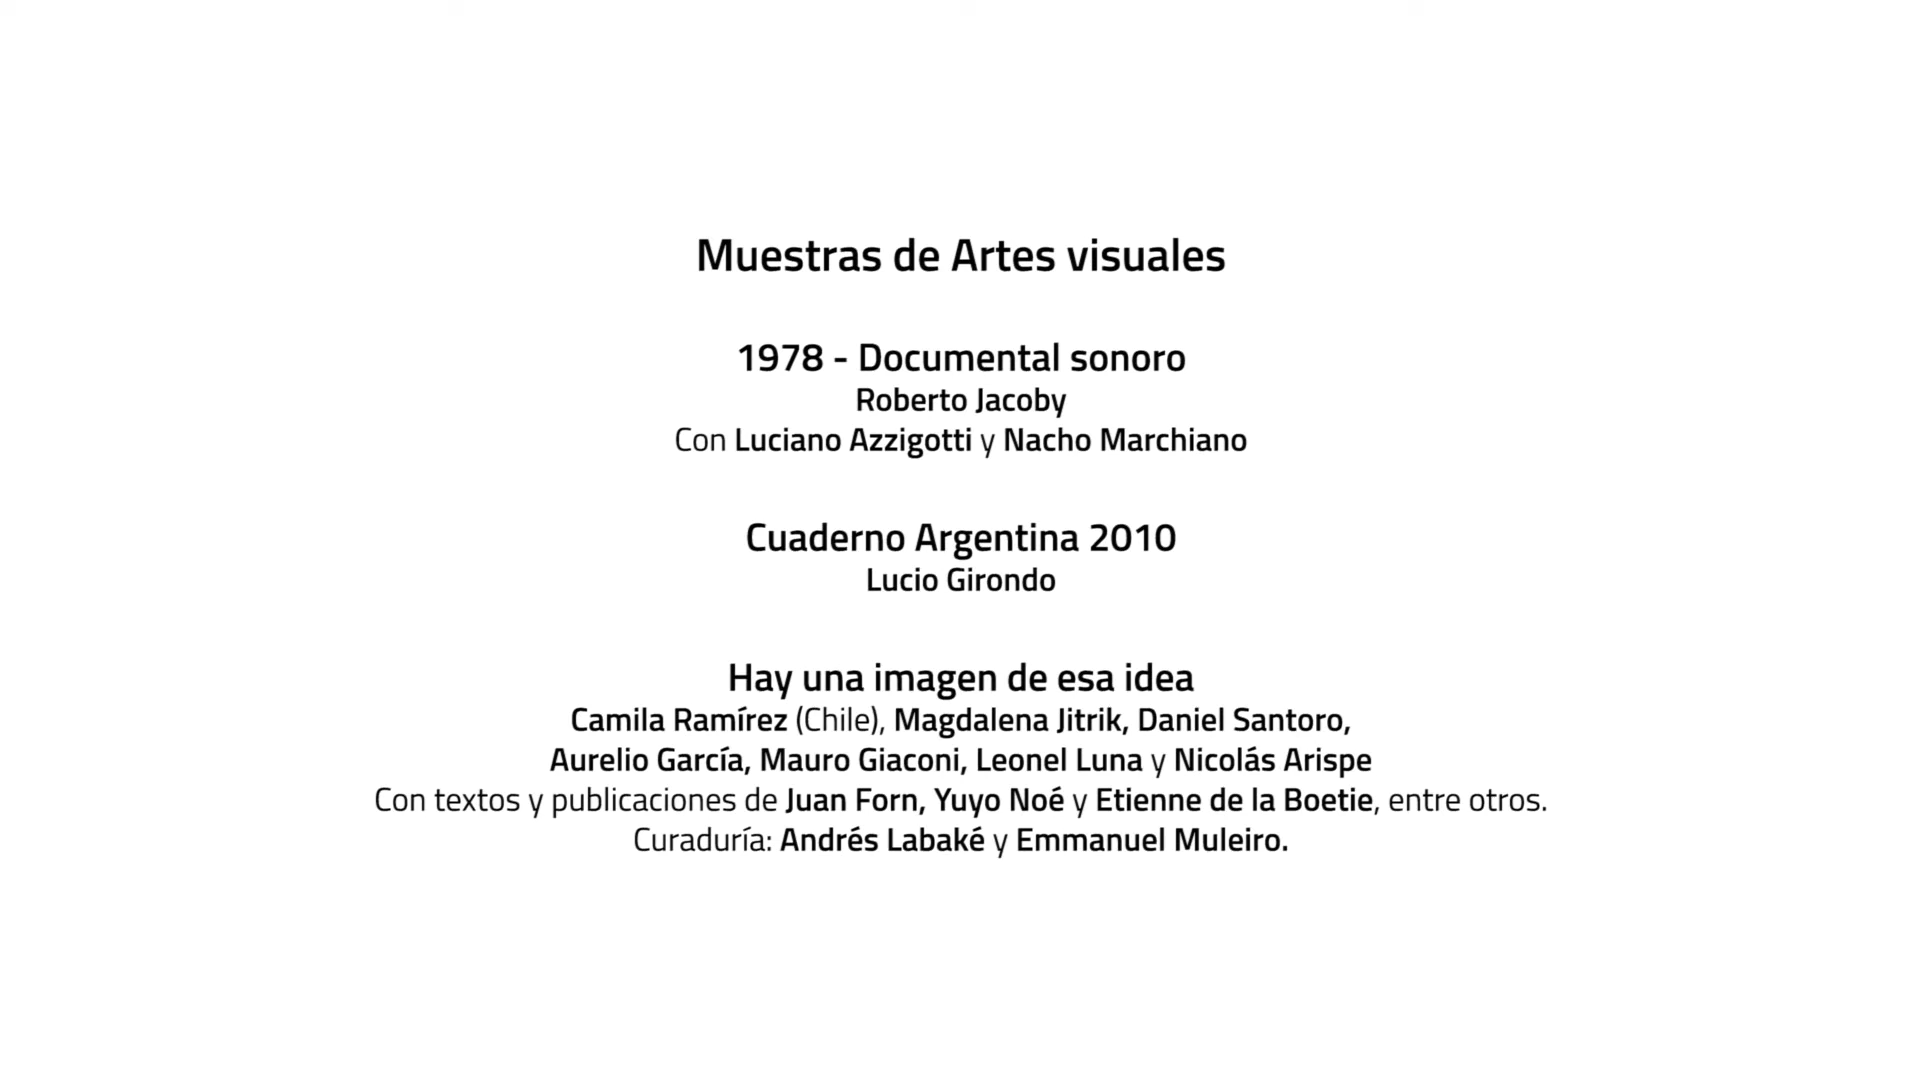 Muestras de Artes visuales
1978 - Documental sonoro
Roberto Jacoby
Con Luciano Azzigotti y Nacho Marchiano
Cuaderno Argentina 2010
Lucio Girondo
Hay una imagen de esa idea
Camila Ramírez (Chile), Magdalena Jitrik, Daniel Santoro,
Aurelio García, Mauro Giaconi, Leonel Luna y Nicolás Arispe
Con textos y publicaciones de Juan Forn, Yuyo Noé y Etienne de la Boetie, entre otros.
Curaduría: Andrés Labaké y Emmanuel Muleiro.